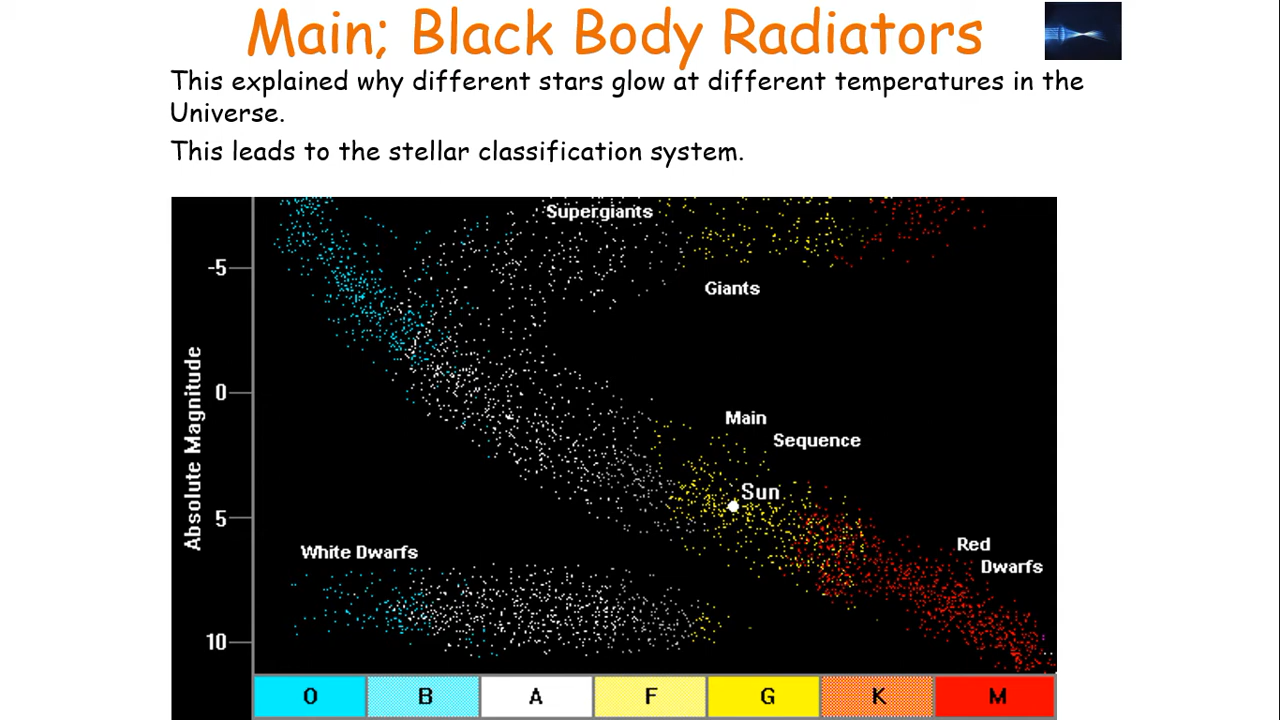 Main; Black Body Radiators
This explained why different stars glow at different temperatures in the
Universe.
This leads to the stellar classification system.
Supergiants
-5
Giants
Absolute Magnitude
0
Main
Sequence
Sun
5
White Dwarfs
Red
Dwarfs
10
O B A F G K M